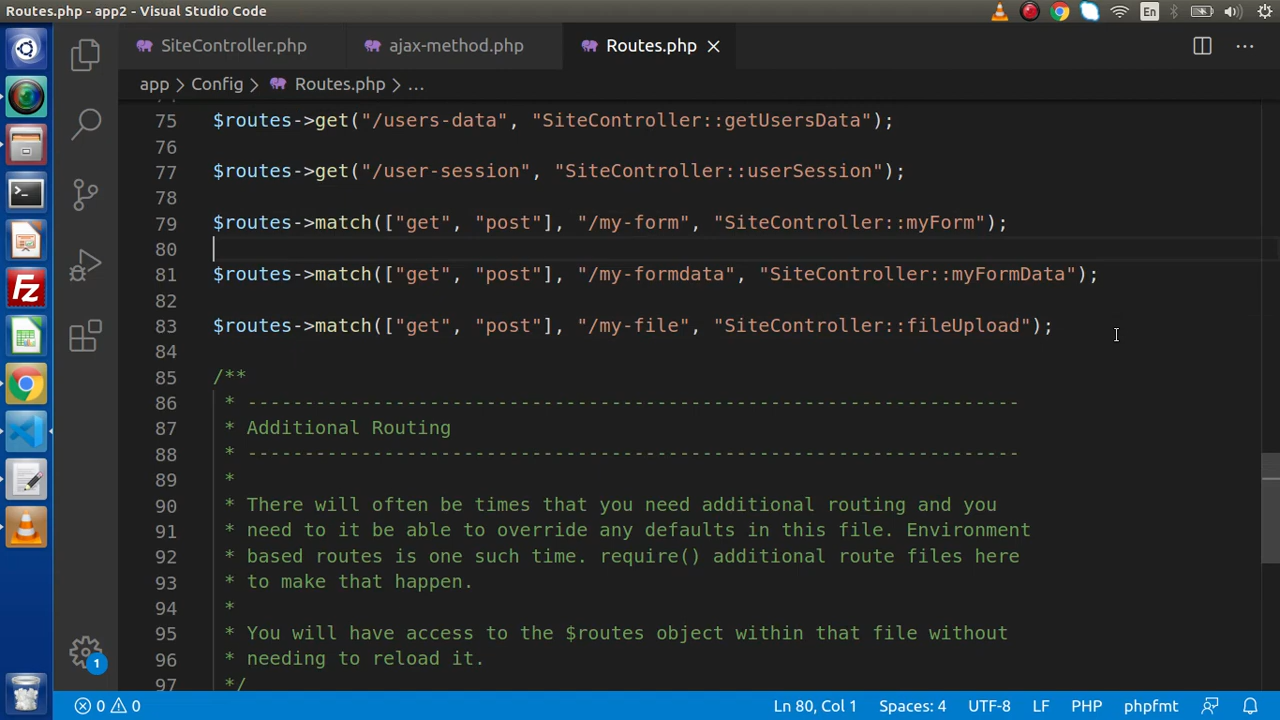 Routes.php - app2 - Visual Studio Code
En
SiteController.php
ajax-method.php
Routes.php
app > Config > Routes.php > ...
75 $routes->get("/users-data", "SiteController::getUsersData");
76
77 $routes->get("/user-session", "SiteController::userSession");
78
79 $routes->match(["get", "post"], "/my-form", "SiteController::myForm");
80
81 $routes->match(["get", "post"], "/my-formdata", "SiteController::myFormData");
82
83 $routes->match(["get", "post"], "/my-file", "SiteController::fileUpload");
84
85 /**
86 * --------------------------------------------------------------------
87 * Additional Routing
88 * --------------------------------------------------------------------
89 *
90 * There will often be times that you need additional routing and you
91 * need to it be able to override any defaults in this file. Environment
92 * based routes is one such time. require() additional route files here
93 * to make that happen.
94 *
95 * You will have access to the $routes object within that file without
96 * needing to reload it.
97 */
Fz
1
0 0 Ln 80, Col 1 Spaces: 4 UTF-8 LF PHP phpfmt